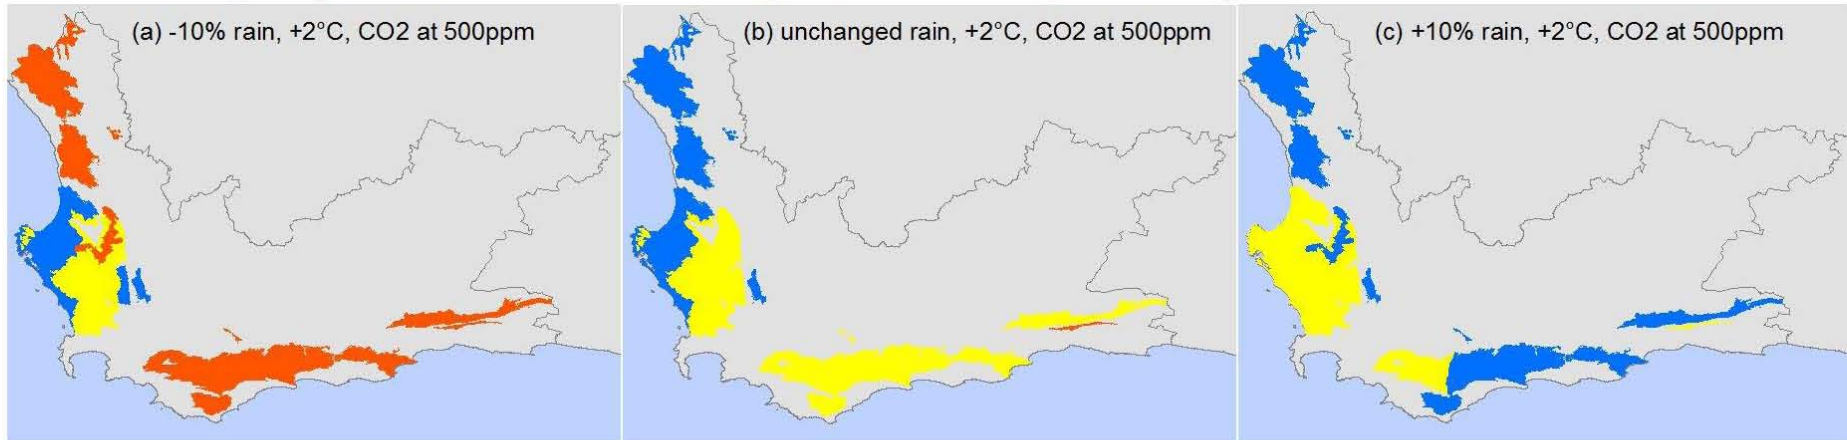 (a) -10% rain, +2°C, CO2 at 500ppm
(b) unchanged rain, +2°C, CO2 at 500ppm
(c) +10% rain, +2°C, CO2 at 500ppm